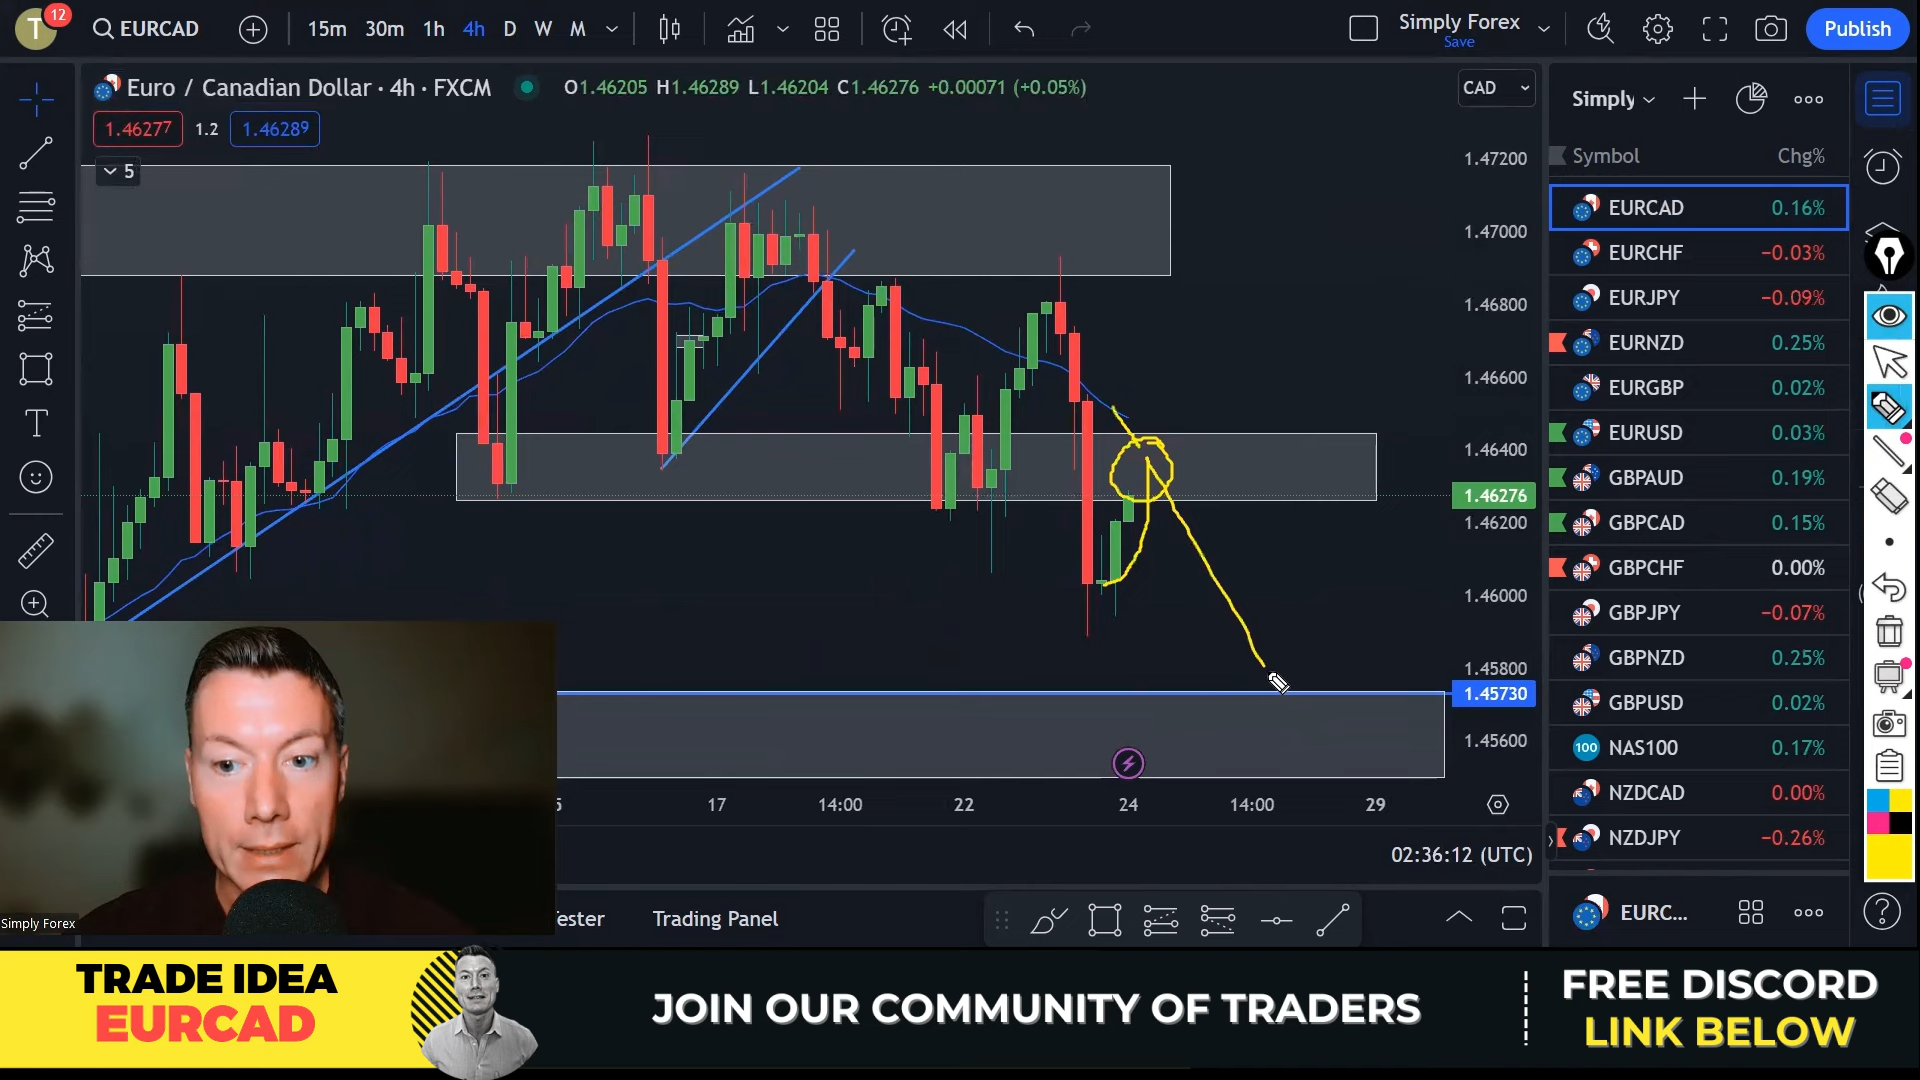 T
12
EURCAD
15m 30m 1h 4h D W M
Simply Forex
Save
Publish
Euro / Canadian Dollar · 4h · FXCM
O1.46205 H1.46289 L1.46204 C1.46276 +0.00071 (+0.05%)
CAD
1.46277 1.2 1.46289
5
1.47200
1.47000
1.46800
1.46600
1.46400
1.46276
1.46200
1.46000
1.45800
1.45730
1.45600
17 14:00 22 24 14:00 29
02:36:12 (UTC)
Simply
Symbol Chg%
EURCAD 0.16%
EURCHF −0.03%
EURJPY −0.09%
EURNZD 0.25%
EURGBP 0.02%
EURUSD 0.03%
GBPAUD 0.19%
GBPCAD 0.15%
GBPCHF 0.00%
GBPJPY −0.07%
GBPNZD 0.25%
GBPUSD 0.02%
100 NAS100 0.17%
NZDCAD 0.00%
NZDJPY −0.26%
EURC...
Simply Forex
ester Trading Panel
TRADE IDEA
EURCAD
JOIN OUR COMMUNITY OF TRADERS
FREE DISCORD
LINK BELOW